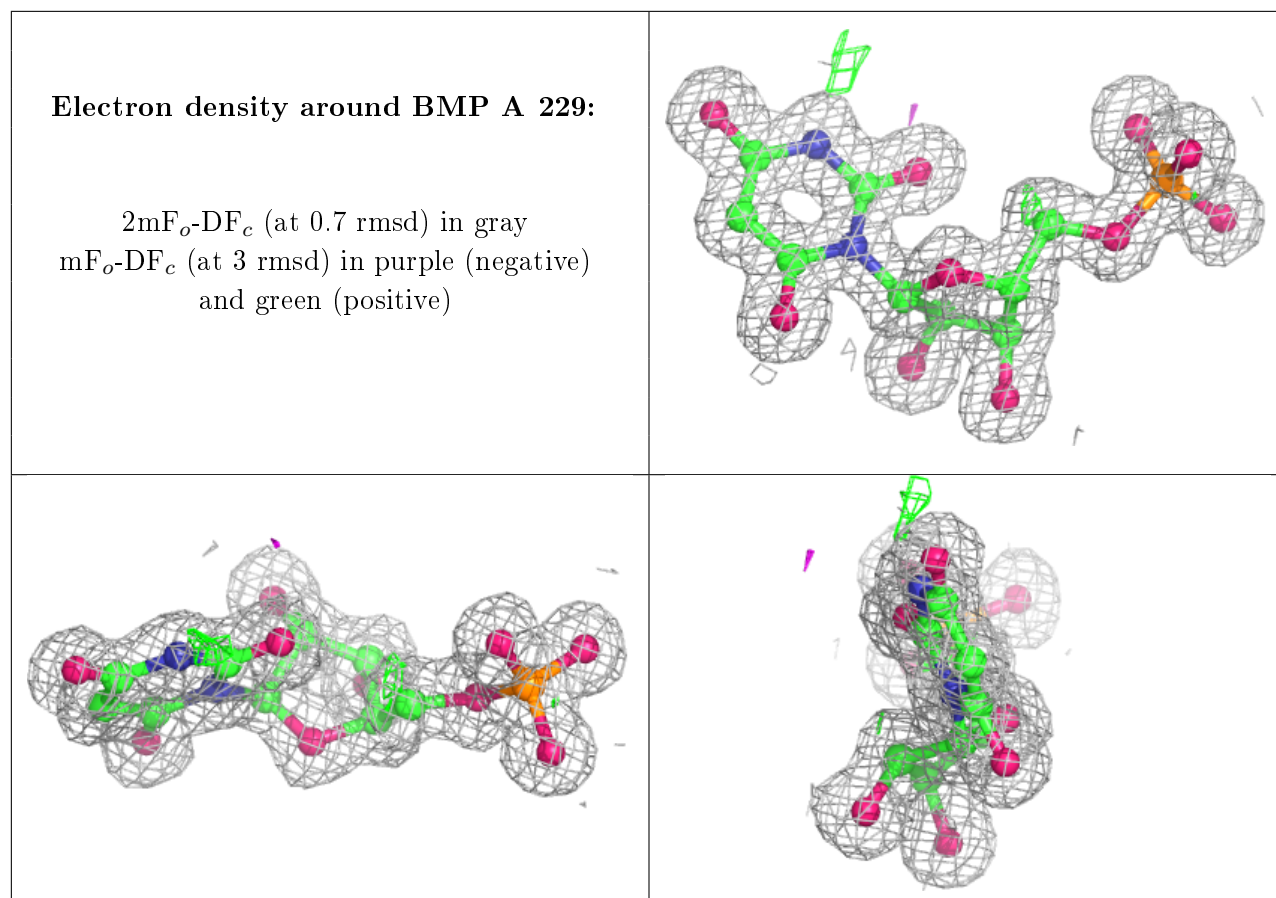 Electron density around BMP A 229:
2mFₒ-DF𝒸 (at 0.7 rmsd) in gray
mFₒ-DF𝒸 (at 3 rmsd) in purple (negative)
and green (positive)